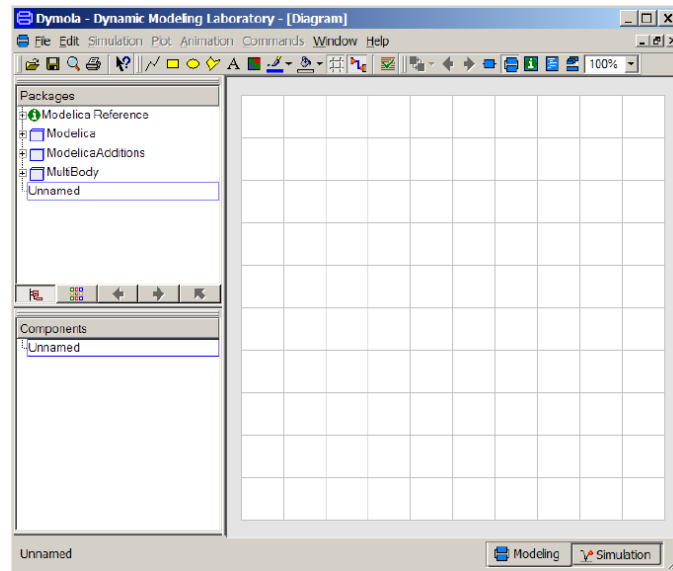 Dymola - Dynamic Modeling Laboratory - [Diagram]
File Edit Simulation Plot Animation Commands Window Help
A 100%
Packages
Modelica Reference
Modelica
ModelicaAdditions
MultiBody
Unnamed
Components
Unnamed
Unnamed Modeling Simulation